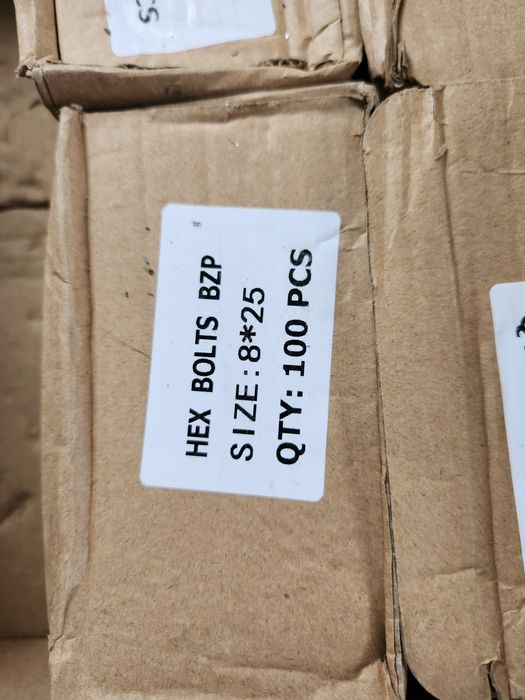 HEX BOLTS BZP
SIZE:8*25
QTY: 100 PCS